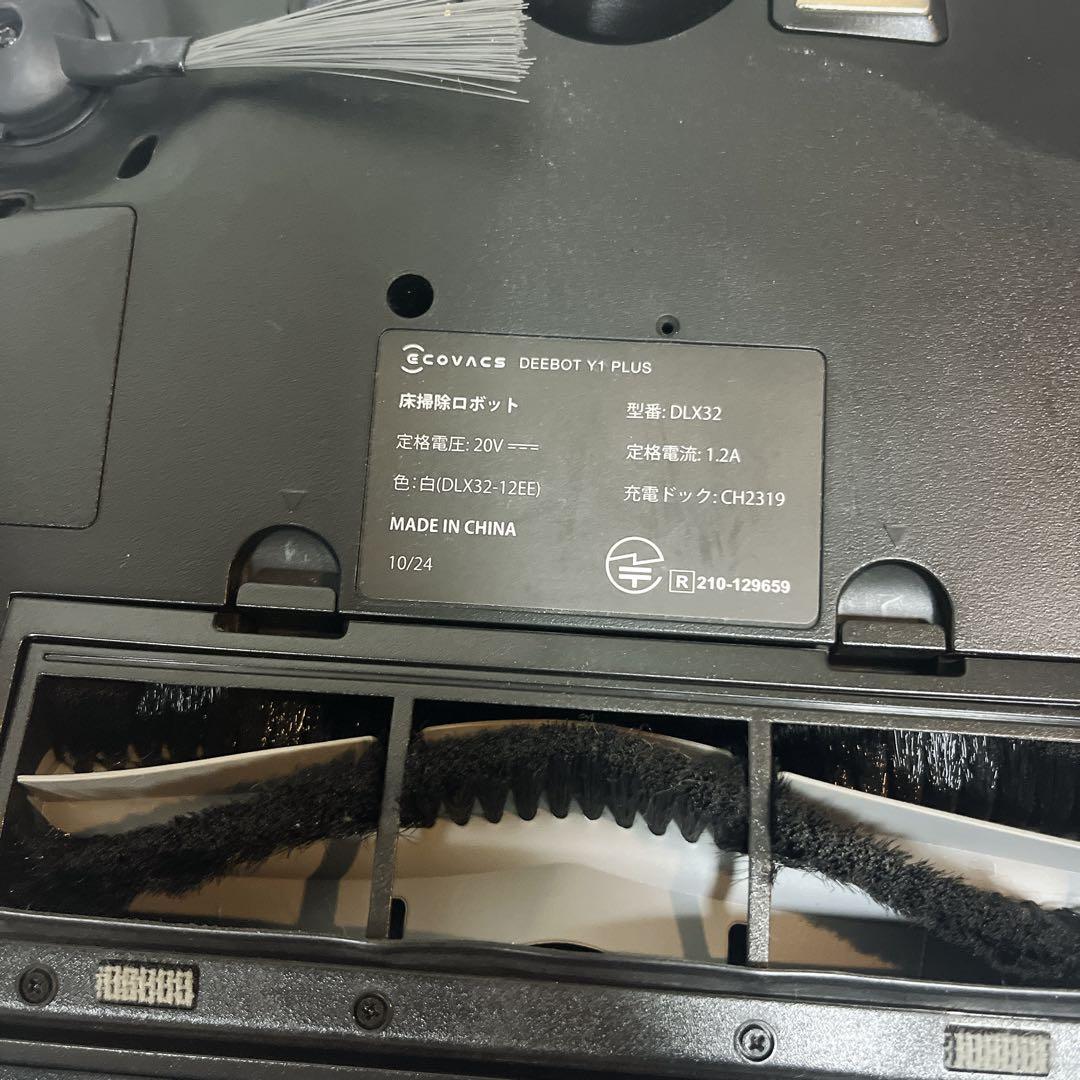 ECOVACS DEEBOT Y1 PLUS
床掃除ロボット
型番: DLX32
定格電圧: 20V
定格電流: 1.2A
色:白(DLX32-12EE)
充電ドック: CH2319
MADE IN CHINA
10/24
R 210-129659